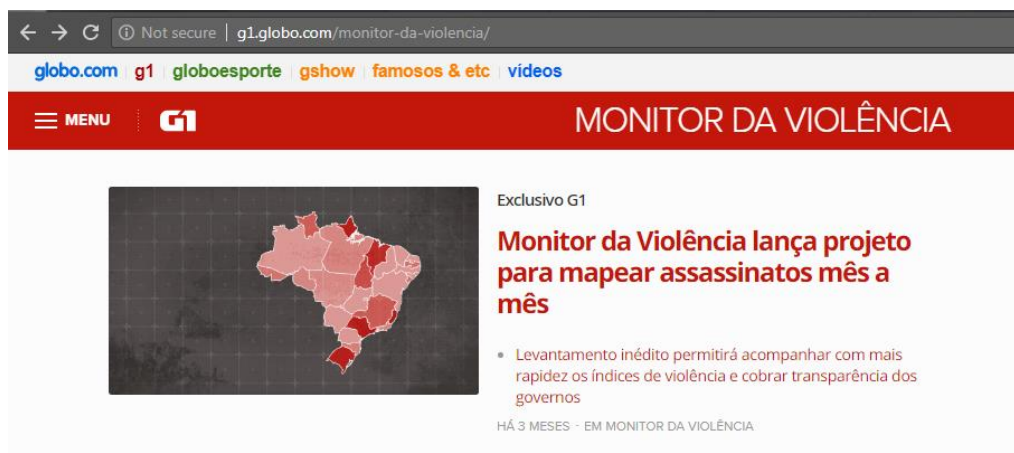 Not secure | g1.globo.com/monitor-da-violencia/
globo.com g1 globoesporte gshow famosos & etc vídeos
MENU G1 MONITOR DA VIOLÊNCIA
Exclusivo G1
Monitor da Violência lança projeto
para mapear assassinatos mês a
mês
• Levantamento inédito permitirá acompanhar com mais
rapidez os índices de violência e cobrar transparência dos
governos
HÁ 3 MESES - EM MONITOR DA VIOLÊNCIA